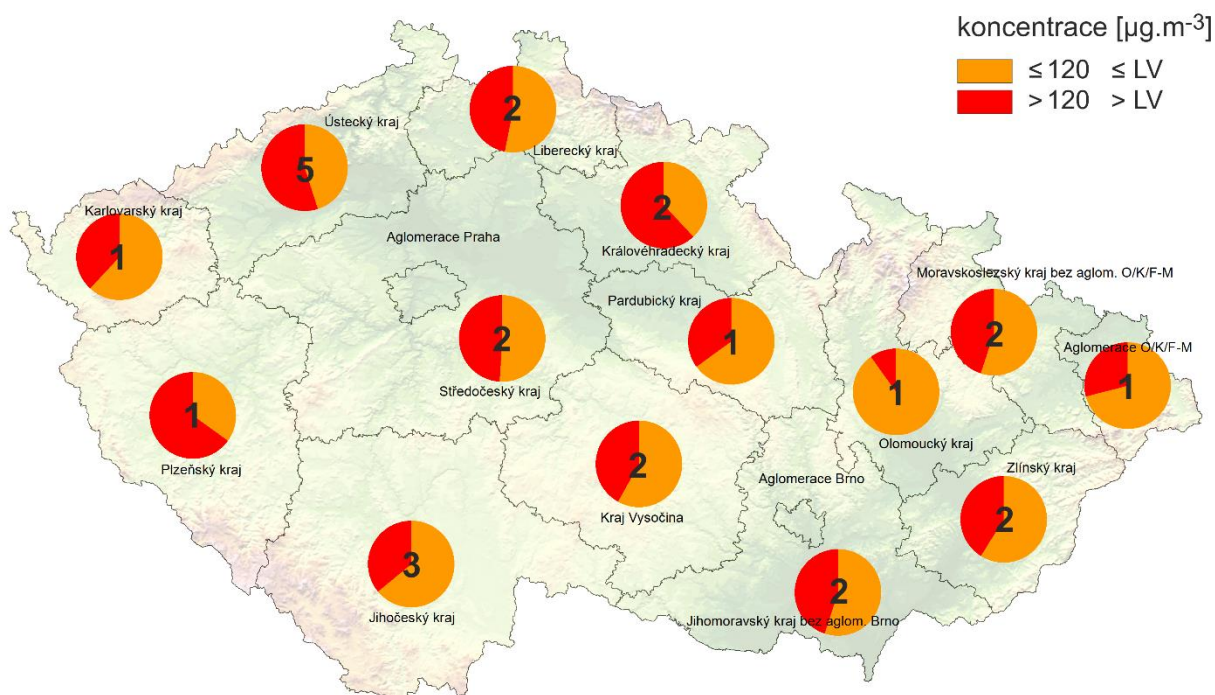 koncentrace [µg.m-3]
≤ 120 ≤ LV
> 120 > LV
2
Ústecký kraj
Liberecký kraj
5
2
Karlovarský kraj
Aglomerace Praha
Královéhradecký kraj
1
Moravskoslezský kraj bez aglom. O/K/F-M
Pardubický kraj
2
1
2
Aglomerace O/K/F-M
Středočeský kraj
1
1
1
Olomoucký kraj
Plzeňský kraj
2
Kraj Vysočina
Aglomerace Brno
Zlínský kraj
2
3
Jihočeský kraj
2
Jihomoravský kraj bez aglom. Brno